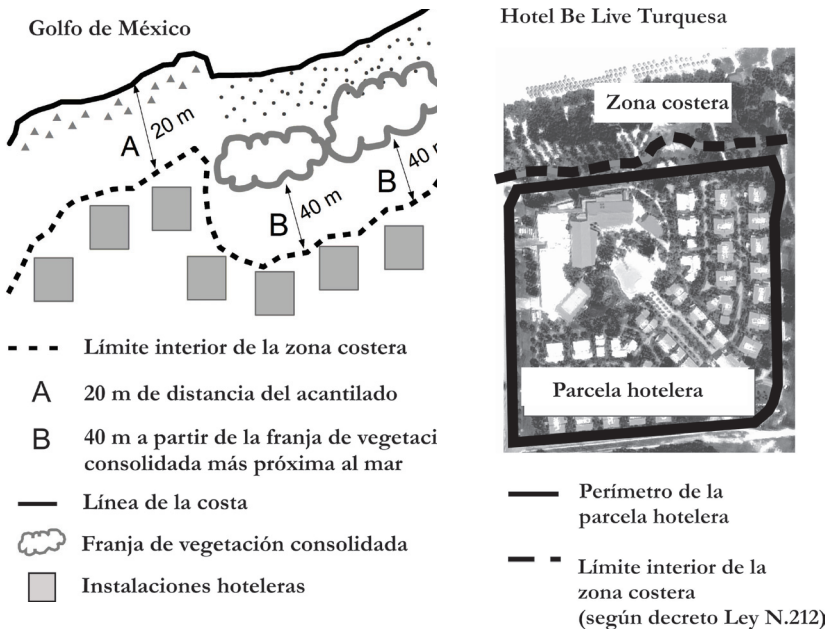 Golfo de México
20 m
A
40 m
B
40
B
Límite interior de la zona costera
A
20 m de distancia del acantilado
B
40 m a partir de la franja de vegetaci
consolidada más próxima al mar
Línea de la costa
Franja de vegetación consolidada
Instalaciones hoteleras
Hotel Be Live Turquesa
Zona costera
Parcela hotelera
Perímetro de la
parcela hotelera
Límite interior de la
zona costera
(según decreto Ley N.212)